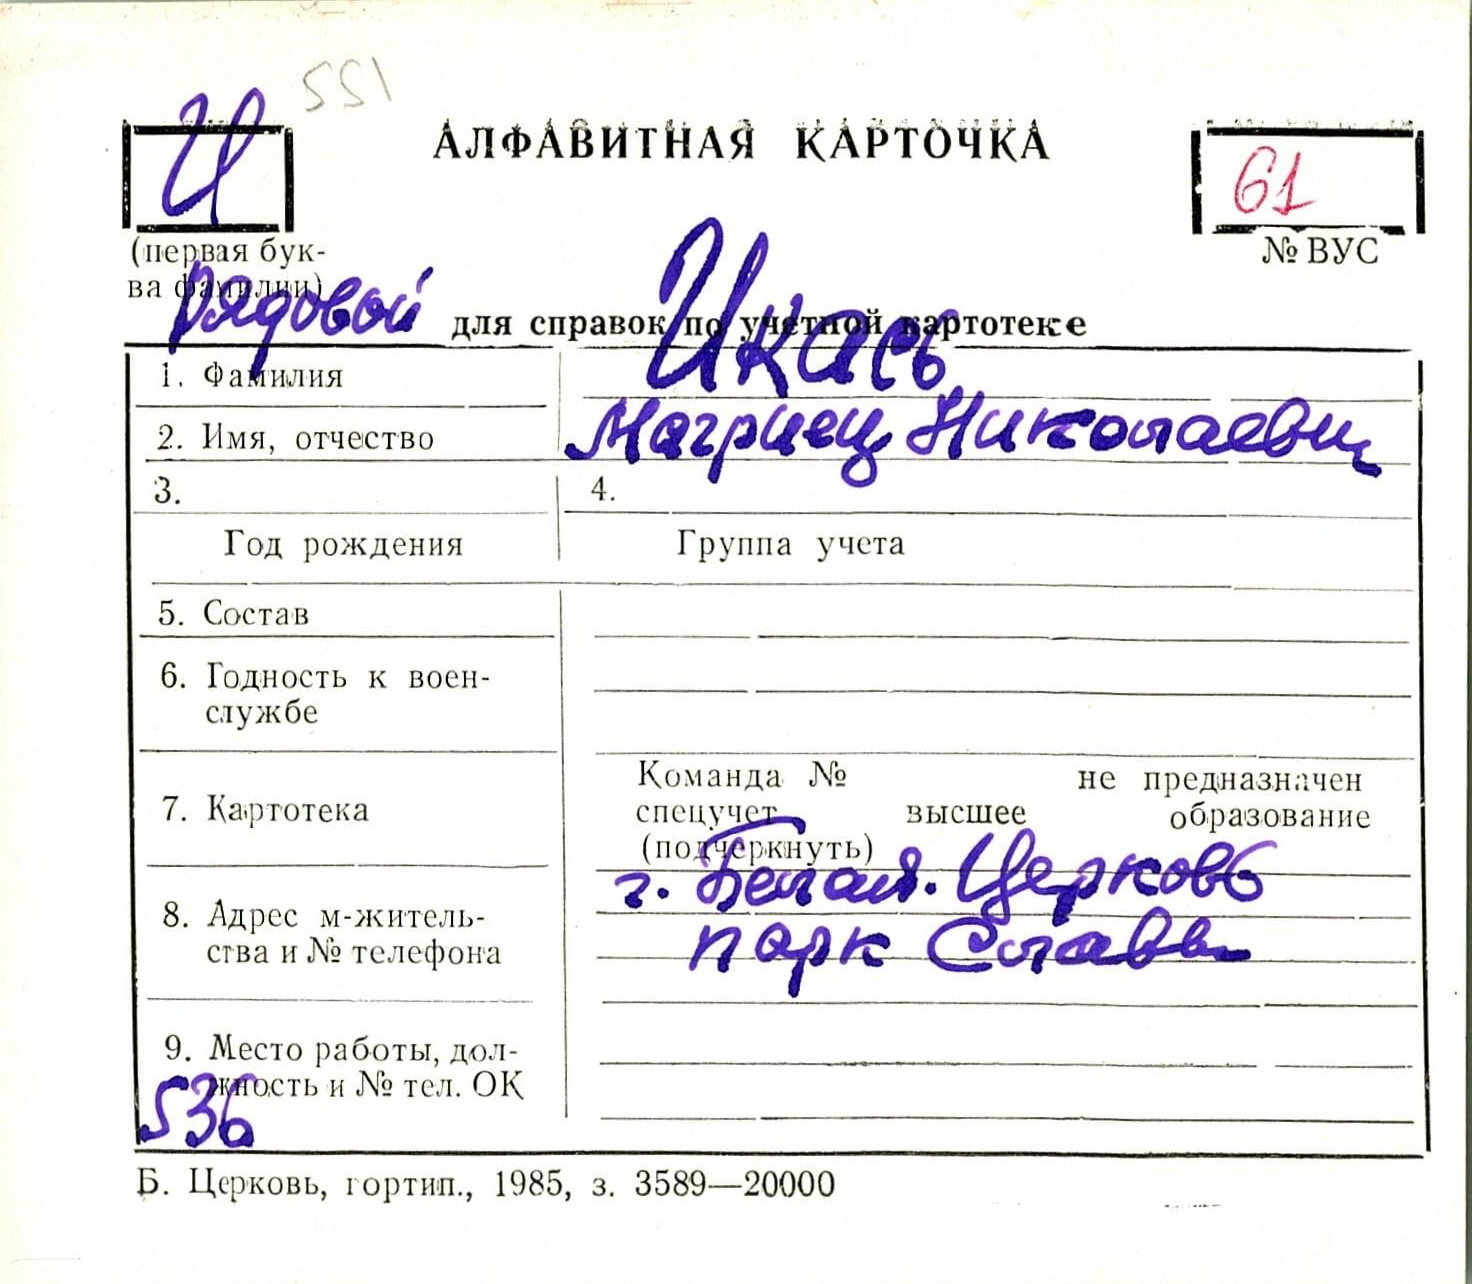 551
И
АЛФАВИТНАЯ КАРТОЧКА
61
(первая бук-
ва фамилии)
№ ВУС
рядовой
для справок по учетной картотеке
1. Фамилия Икась
2. Имя, отчество Николаевич
3. 4.
Год рождения Группа учета
5. Состав
6. Годность к воен-
службе
7. Картотека
Команда № не предназначен
спецучет высшее образование
(подчеркнуть)
8. Адрес м-житель-
ства и № телефона
г. Белая. Церковь
парк Славы
9. Место работы, дол-
жность и № тел. ОК
536
Б. Церковь, гортип., 1985, з. 3589—20000